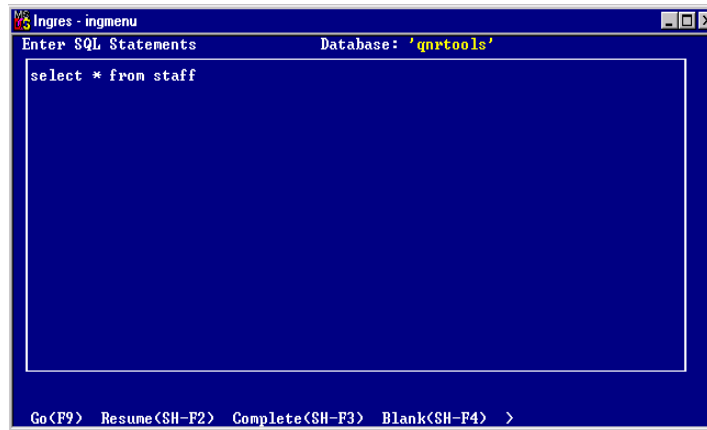 Ingres - ingmenu
Enter SQL Statements Database: 'qnrtools'
select * from staff
Go(F9) Resume(SH-F2) Complete(SH-F3) Blank(SH-F4) >